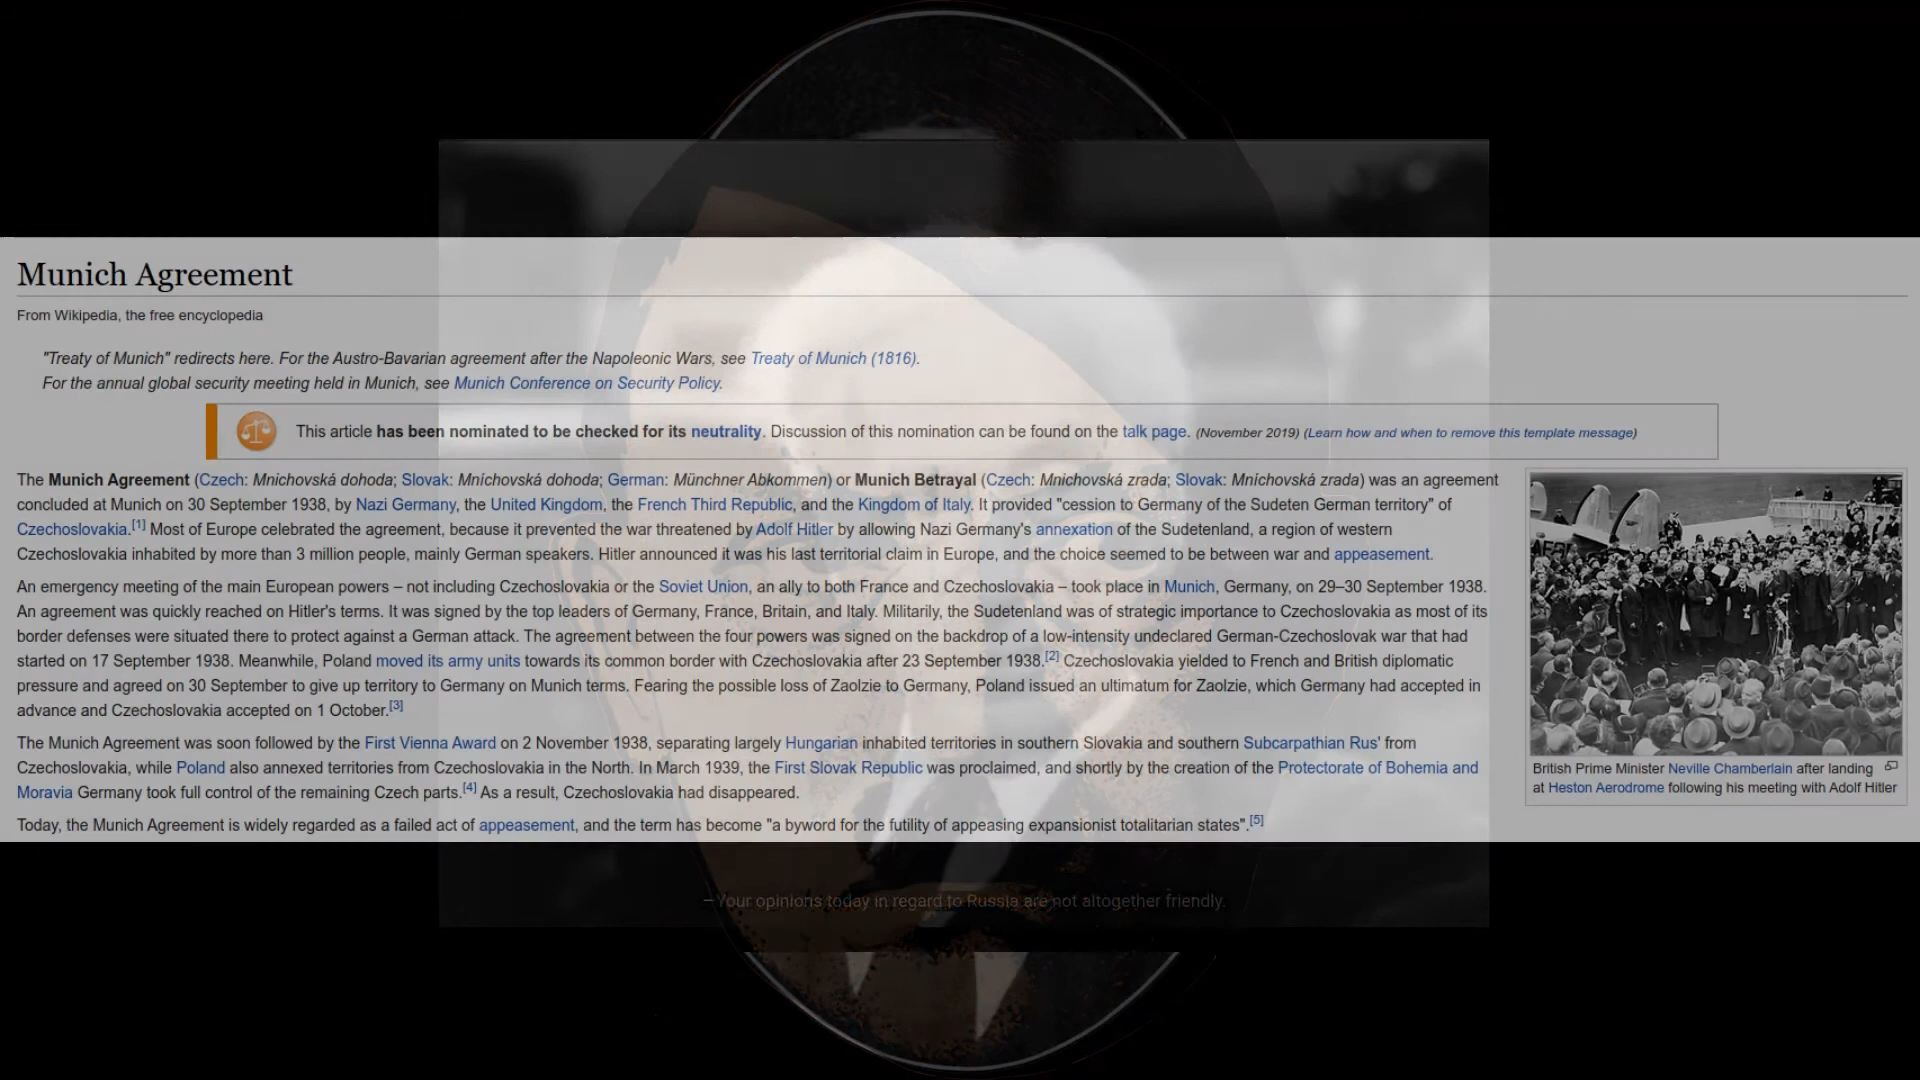 Munich Agreement
From Wikipedia, the free encyclopedia
"Treaty of Munich" redirects here. For the Austro-Bavarian agreement after the Napoleonic Wars, see Treaty of Munich (1816).
For the annual global security meeting held in Munich, see Munich Conference on Security Policy.
This article has been nominated to be checked for its neutrality. Discussion of this nomination can be found on the talk page. (November 2019) (Learn how and when to remove this template message)
The Munich Agreement (Czech: Mnichovská dohoda; Slovak: Mníchovská dohoda; German: Münchner Abkommen) or Munich Betrayal (Czech: Mnichovská zrada; Slovak: Mníchovská zrada) was an agreement
concluded at Munich on 30 September 1938, by Nazi Germany, the United Kingdom, the French Third Republic, and the Kingdom of Italy. It provided "cession to Germany of the Sudeten German territory" of
Czechoslovakia.[1] Most of Europe celebrated the agreement, because it prevented the war threatened by Adolf Hitler by allowing Nazi Germany's annexation of the Sudetenland, a region of western
Czechoslovakia inhabited by more than 3 million people, mainly German speakers. Hitler announced it was his last territorial claim in Europe, and the choice seemed to be between war and appeasement.
An emergency meeting of the main European powers – not including Czechoslovakia or the Soviet Union, an ally to both France and Czechoslovakia – took place in Munich, Germany, on 29–30 September 1938.
An agreement was quickly reached on Hitler's terms. It was signed by the top leaders of Germany, France, Britain, and Italy. Militarily, the Sudetenland was of strategic importance to Czechoslovakia as most of its
border defenses were situated there to protect against a German attack. The agreement between the four powers was signed on the backdrop of a low-intensity undeclared German-Czechoslovak war that had
started on 17 September 1938. Meanwhile, Poland moved its army units towards its common border with Czechoslovakia after 23 September 1938.[2] Czechoslovakia yielded to French and British diplomatic
pressure and agreed on 30 September to give up territory to Germany on Munich terms. Fearing the possible loss of Zaolzie to Germany, Poland issued an ultimatum for Zaolzie, which Germany had accepted in
advance and Czechoslovakia accepted on 1 October.[3]
The Munich Agreement was soon followed by the First Vienna Award on 2 November 1938, separating largely Hungarian inhabited territories in southern Slovakia and southern Subcarpathian Rus' from
Czechoslovakia, while Poland also annexed territories from Czechoslovakia in the North. In March 1939, the First Slovak Republic was proclaimed, and shortly by the creation of the Protectorate of Bohemia and
Moravia Germany took full control of the remaining Czech parts.[4] As a result, Czechoslovakia had disappeared.
Today, the Munich Agreement is widely regarded as a failed act of appeasement, and the term has become "a byword for the futility of appeasing expansionist totalitarian states".[5]
British Prime Minister Neville Chamberlain after landing
at Heston Aerodrome following his meeting with Adolf Hitler
–Your opinions today in regard to Russia are not altogether friendly.